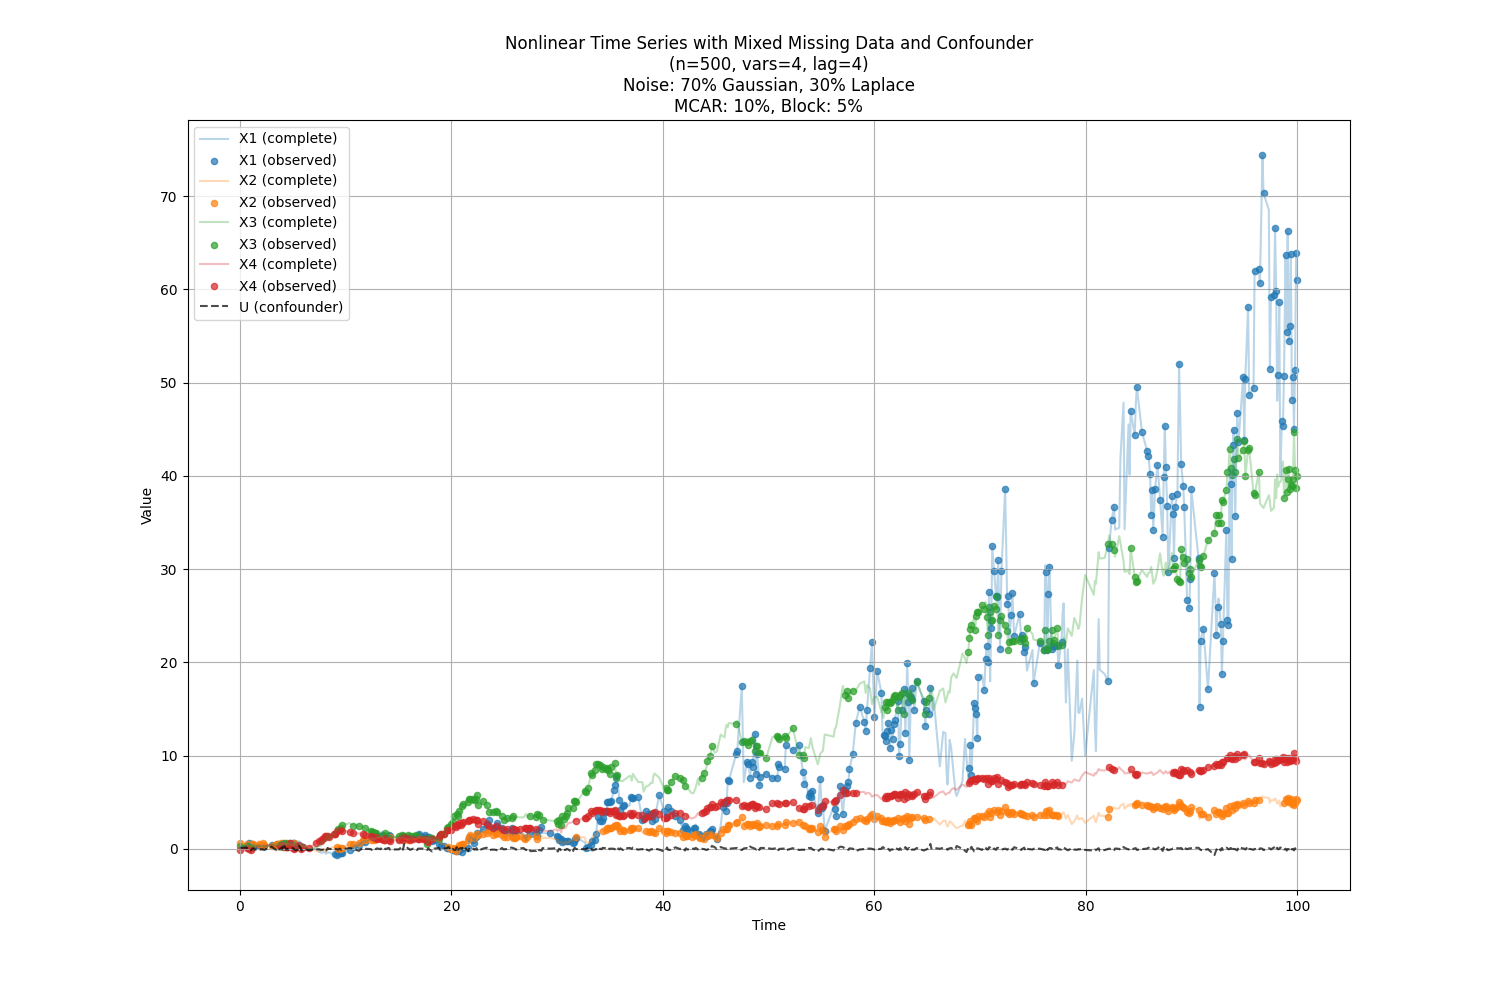 Nonlinear Time Series with Mixed Missing Data and Confounder
(n=500, vars=4, lag=4)
Noise: 70% Gaussian, 30% Laplace
MCAR: 10%, Block: 5%
X1 (complete)
X1 (observed)
X2 (complete)
X2 (observed)
X3 (complete)
X3 (observed)
X4 (complete)
X4 (observed)
U (confounder)
Value
70
60
50
40
30
20
10
0
0 20 40 60 80 100
Time